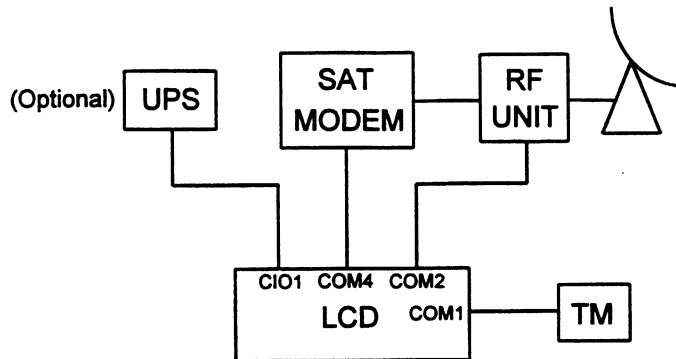 (Optional) UPS
SAT
MODEM
RF
UNIT
CIO1 COM4 COM2
LCD COM1
TM